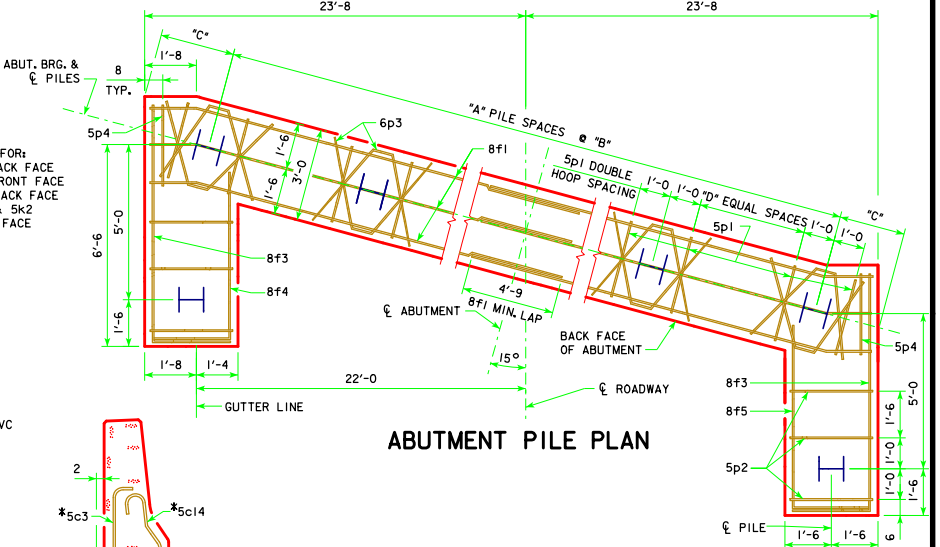 23'-8
23'-8
"C"
1'-8
ABUT. BRG. &
℄ PILES
8
TYP.
5p4
"A" PILE SPACES @ "B"
6p3
8f1
1'-6
3'-0
1'-6
5p1 DOUBLE
HOOP SPACING
1'-0
1'-0
"D" EQUAL SPACES
1'-0
1'-0
"C"
5p1
FOR:
ACK FACE
RONT FACE
ACK FACE
5k2
FACE
6'-6
5'-0
1'-6
8f3
8f4
4'-9
8f1 MIN. LAP
℄ ABUTMENT
15°
BACK FACE
OF ABUTMENT
5p4
1'-8
1'-4
22'-0
GUTTER LINE
℄ ROADWAY
8f3
8f5
5'-0
1'-6
1'-0
1'-0
1'-6
5p2
ABUTMENT PILE PLAN
VC
2
*5c3
*5c14
℄ PILE
1'-6
1'-6
6